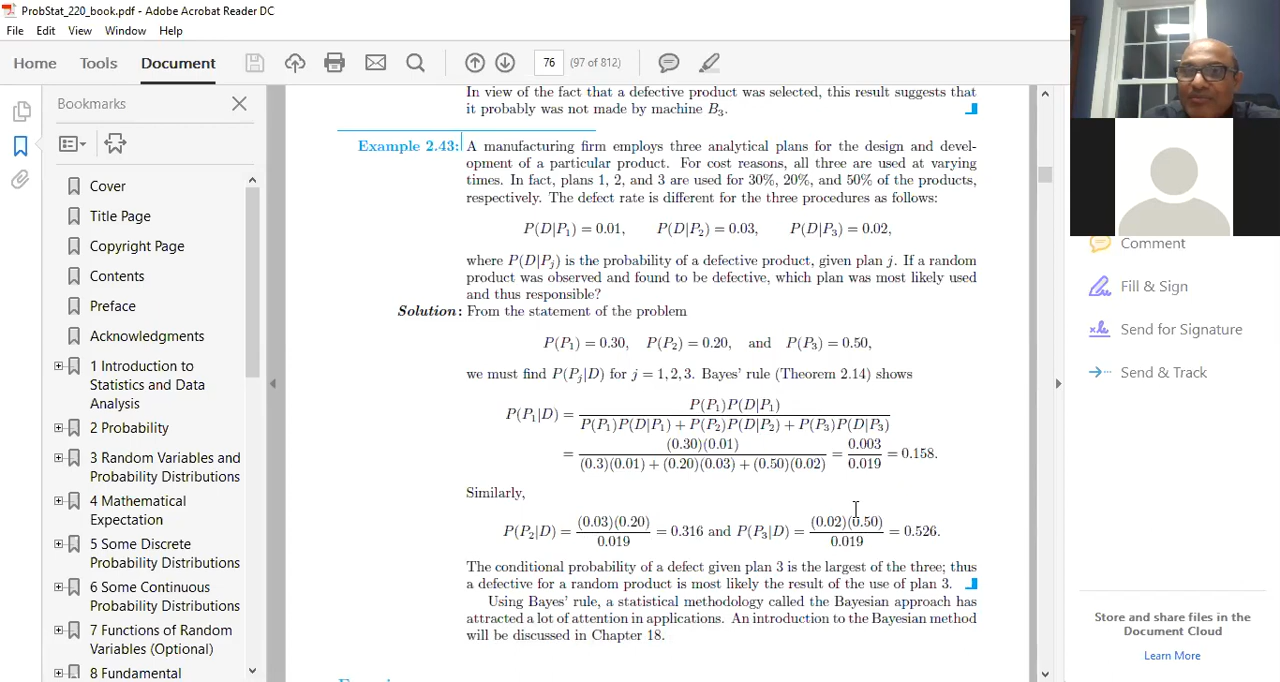 ProbStat_220_book.pdf - Adobe Acrobat Reader DC
File Edit View Window Help
Home Tools Document 76 (97 of 812)
Bookmarks
Cover
Title Page
Copyright Page
Contents
Preface
Acknowledgments
1 Introduction to
Statistics and Data
Analysis
2 Probability
3 Random Variables and
Probability Distributions
4 Mathematical
Expectation
5 Some Discrete
Probability Distributions
6 Some Continuous
Probability Distributions
7 Functions of Random
Variables (Optional)
8 Fundamental
In view of the fact that a defective product was selected, this result suggests that
it probably was not made by machine B₃.
Example 2.43: A manufacturing firm employs three analytical plans for the design and devel-
opment of a particular product. For cost reasons, all three are used at varying
times. In fact, plans 1, 2, and 3 are used for 30%, 20%, and 50% of the products,
respectively. The defect rate is different for the three procedures as follows:
P(D|P₁) = 0.01, P(D|P₂) = 0.03, P(D|P₃) = 0.02,
where P(D|Pⱼ) is the probability of a defective product, given plan j. If a random
product was observed and found to be defective, which plan was most likely used
and thus responsible?
Solution: From the statement of the problem
P(P₁) = 0.30, P(P₂) = 0.20, and P(P₃) = 0.50,
we must find P(Pⱼ|D) for j = 1, 2, 3. Bayes' rule (Theorem 2.14) shows
P(P₁|D) = P(P₁)P(D|P₁) / P(P₁)P(D|P₁) + P(P₂)P(D|P₂) + P(P₃)P(D|P₃)
= (0.30)(0.01) / (0.3)(0.01) + (0.20)(0.03) + (0.50)(0.02) = 0.003 / 0.019 = 0.158.
Similarly,
P(P₂|D) = (0.03)(0.20) / 0.019 = 0.316 and P(P₃|D) = (0.02)(0.50) / 0.019 = 0.526.
The conditional probability of a defect given plan 3 is the largest of the three; thus
a defective for a random product is most likely the result of the use of plan 3.
Using Bayes' rule, a statistical methodology called the Bayesian approach has
attracted a lot of attention in applications. An introduction to the Bayesian method
will be discussed in Chapter 18.
Comment
Fill & Sign
Send for Signature
Send & Track
Store and share files in the
Document Cloud
Learn More